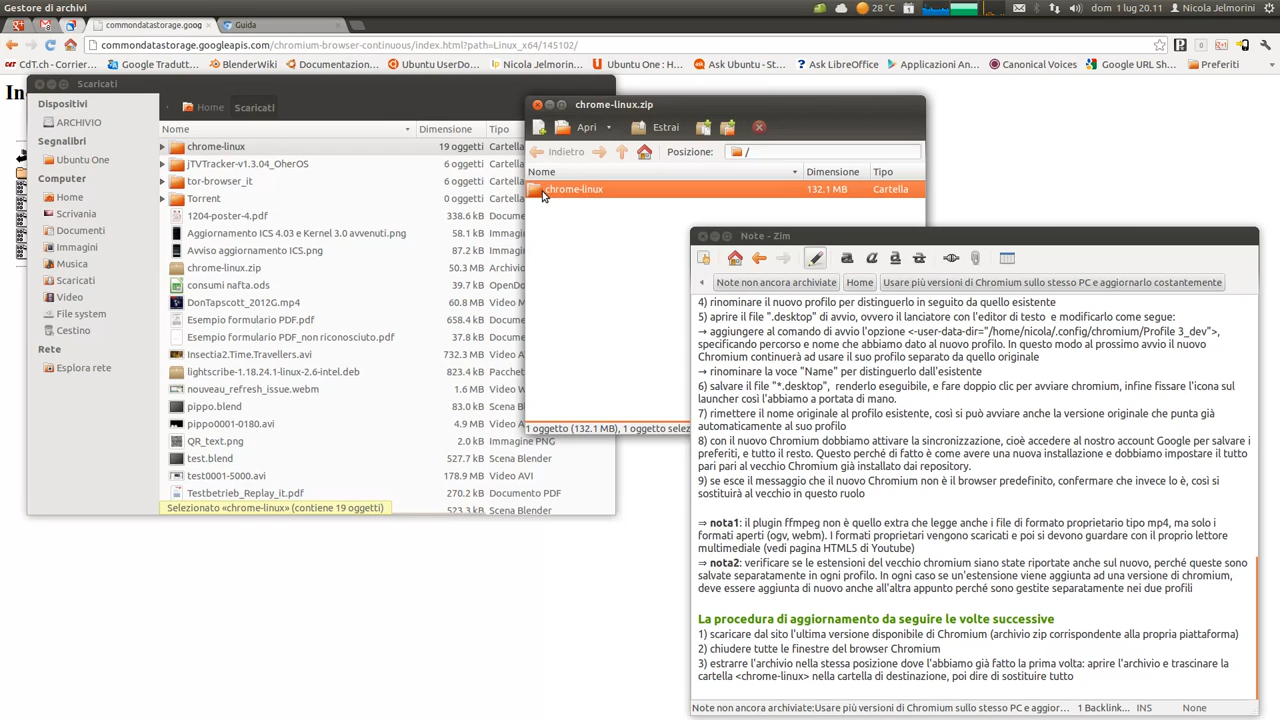 Gestore di archivi
28 °C
dom 1 lug 20.11
Nicola Jelmorini
commondatastorage.goog
Guida
commondatastorage.googleapis.com/chromium-browser-continuous/index.html?path=Linux_x64/145102/
CdT.ch - Corrier...
Google Tradutt...
BlenderWiki
Documentazione...
Ubuntu UserDo...
Nicola Jelmorini...
Ubuntu One : H...
Ask Ubuntu - St...
Ask LibreOffice
Applicazioni An...
Canonical Voices
Google URL Sh...
Preferiti
In
Scaricati
Home
Scaricati
Dispositivi
ARCHIVIO
Segnalibri
Ubuntu One
Computer
Home
Scrivania
Documenti
Immagini
Musica
Scaricati
Video
File system
Cestino
Rete
Esplora rete
Nome Dimensione Tipo
chrome-linux 19 oggetti Cartella
jTVTracker-v1.3.04_OherOS 6 oggetti Cartella
tor-browser_it 6 oggetti Cartella
Torrent 0 oggetti Cartella
1204-poster-4.pdf 338.6 kB Docume
Aggiornamento ICS 4.03 e Kernel 3.0 avvenuti.png 58.1 kB Immagin
Avviso aggiornamento ICS.png 87.2 kB Immagin
chrome-linux.zip 50.3 MB Archivio
consumi nafta.ods 39.7 kB OpenDo
DonTapscott_2012G.mp4 60.8 MB Video M
Esempio formulario PDF.pdf 37.3 kB Docume
Esempio formulario PDF_non riconosciuto.pdf 37.8 kB Docume
Insectia2.Time.Travellers.avi 732.3 MB Video A
lightscribe-1.18.24.1-linux-2.6-intel.deb 823.4 kB Pacchet
nouveau_refresh_issue.webm 1.6 MB Video M
pippo.blend 83.0 kB Scena B
pippo0001-0180.avi 4.9 MB Video A
QR_text.png 2.0 kB Immagine PNG
test.blend 527.7 kB Scena Blender
test0001-5000.avi 178.9 MB Video AVI
Testbetrieb_Replay_it.pdf 270.2 kB Documento PDF
523.3 kB Scena Blender
Selezionato «chrome-linux» (contiene 19 oggetti)
chrome-linux.zip
Apri
Estrai
Indietro
Posizione: /
Nome Dimensione Tipo
chrome-linux 132.1 MB Cartella
1 oggetto (132.1 MB), 1 oggetto selez
Note - Zim
Note non ancora archiviate
Home
Usare più versioni di Chromium sullo stesso PC e aggiornarlo costantemente
4) rinominare il nuovo profilo per distinguerlo in seguito da quello esistente
5) aprire il file ".desktop" di avvio, ovvero il lanciatore con l'editor di testo e modificarlo come segue:
→ aggiungere al comando di avvio l'opzione <-user-data-dir="/home/nicola/.config/chromium/Profile 3_dev">,
specificando percorso e nome che abbiamo dato al nuovo profilo. In questo modo al prossimo avvio il nuovo
Chromium continuerà ad usare il suo profilo separato da quello originale
→ rinominare la voce "Name" per distinguerlo dall'esistente
6) salvare il file "*.desktop", renderlo eseguibile, e fare doppio clic per avviare chromium, infine fissare l'icona sul
launcher così l'abbiamo a portata di mano.
7) rimettere il nome originale al profilo esistente, così si può avviare anche la versione originale che punta già
automaticamente al suo profilo
8) con il nuovo Chromium dobbiamo attivare la sincronizzazione, cioè accedere al nostro account Google per salvare i
preferiti, e tutto il resto. Questo perché di fatto è come avere una nuova installazione e dobbiamo impostare il tutto
pari pari al vecchio Chromium già installato dai repository.
9) se esce il messaggio che il nuovo Chromium non è il browser predefinito, confermare che invece lo è, così si
sostituirà al vecchio in questo ruolo
⇒ nota1: il plugin ffmpeg non è quello extra che legge anche i file di formato proprietario tipo mp4, ma solo i
formati aperti (ogv, webm). I formati proprietari vengono scaricati e poi si devono guardare con il proprio lettore
multimediale (vedi pagina HTML5 di Youtube)
⇒ nota2: verificare se le estensioni del vecchio chromium siano state riportate anche sul nuovo, perché queste sono
salvate separatamente in ogni profilo. In ogni caso se un'estensione viene aggiunta ad una versione di chromium,
deve essere aggiunta di nuovo anche all'altra appunto perché sono gestite separatamente nei due profili
La procedura di aggiornamento da seguire le volte successive
1) scaricare dal sito l'ultima versione disponibile di Chromium (archivio zip corrispondente alla propria piattaforma)
2) chiudere tutte le finestre del browser Chromium
3) estrarre l'archivio nella stessa posizione dove l'abbiamo già fatto la prima volta: aprire l'archivio e trascinare la
cartella <chrome-linux> nella cartella di destinazione, poi dire di sostituire tutto
Note non ancora archiviate:Usare più versioni di Chromium sullo stesso PC e aggior...
1 Backlink...
INS
None